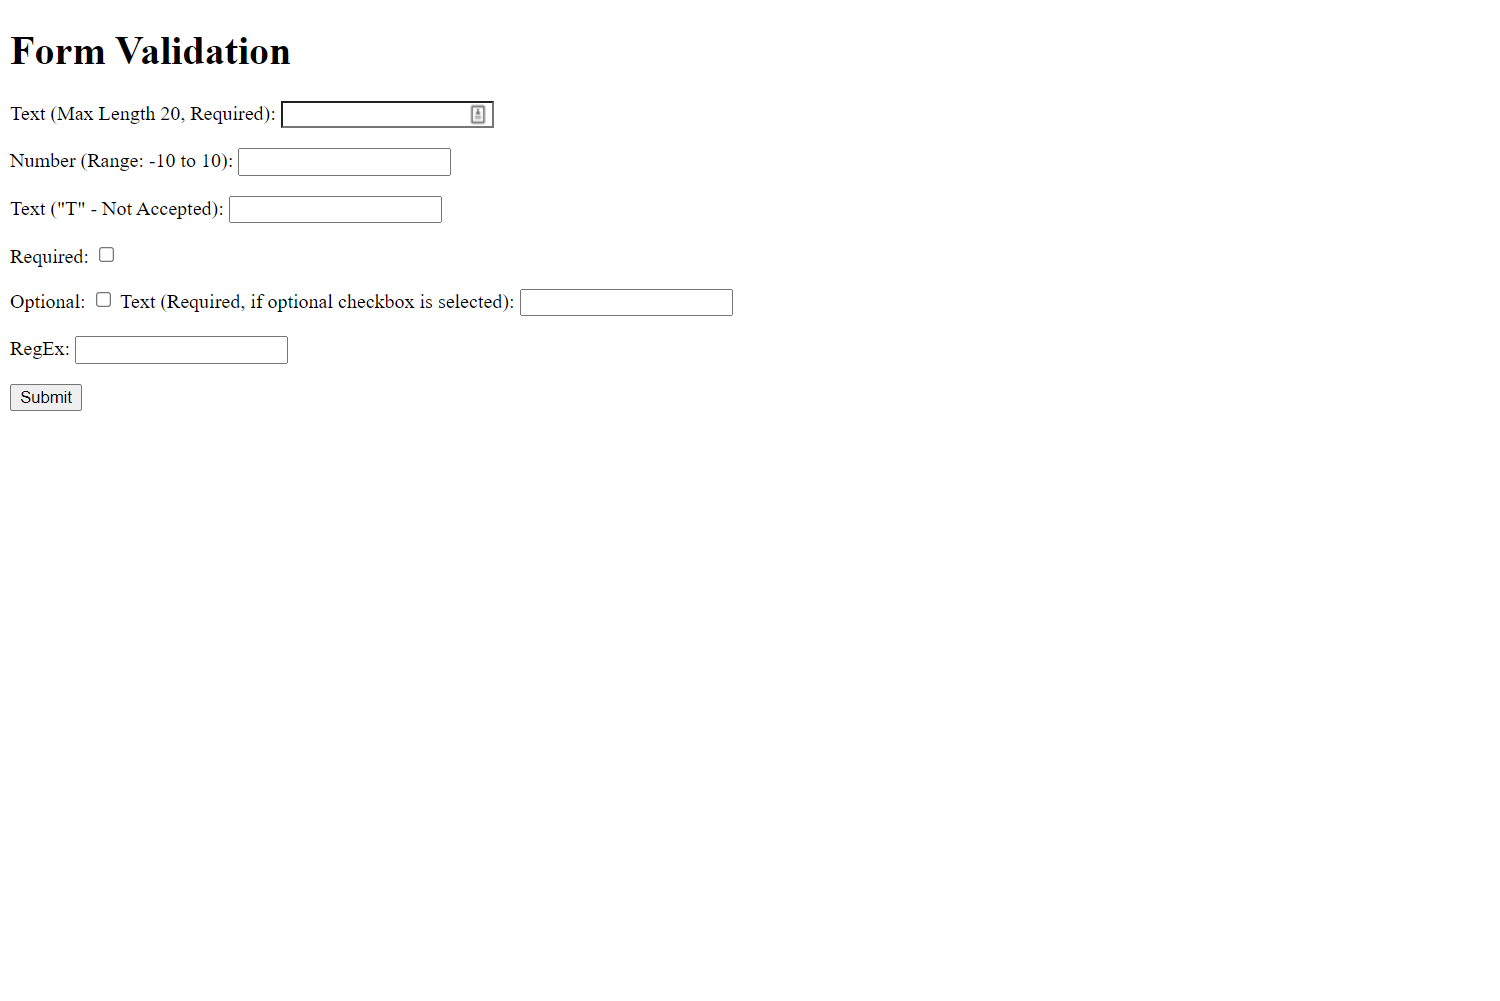 Form Validation
Text (Max Length 20, Required):
Number (Range: -10 to 10):
Text ("T" - Not Accepted):
Required:
Optional: Text (Required, if optional checkbox is selected):
RegEx:
Submit